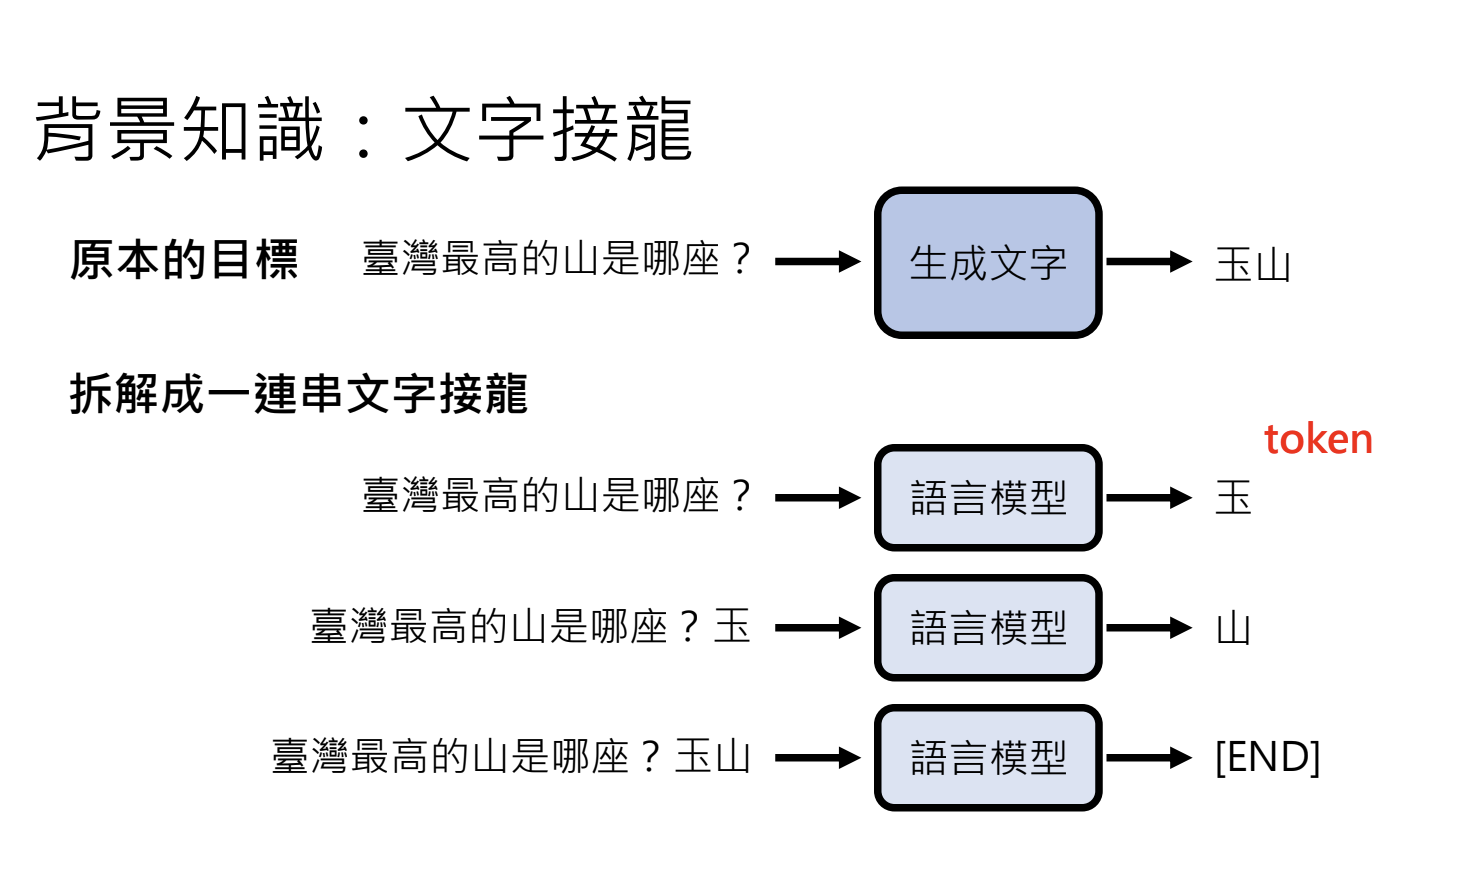 背景知識：文字接龍
原本的目標 臺灣最高的山是哪座？ 生成文字 玉山
拆解成一連串文字接龍
token
臺灣最高的山是哪座？ 語言模型 玉
臺灣最高的山是哪座？玉 語言模型 山
臺灣最高的山是哪座？玉山 語言模型 [END]